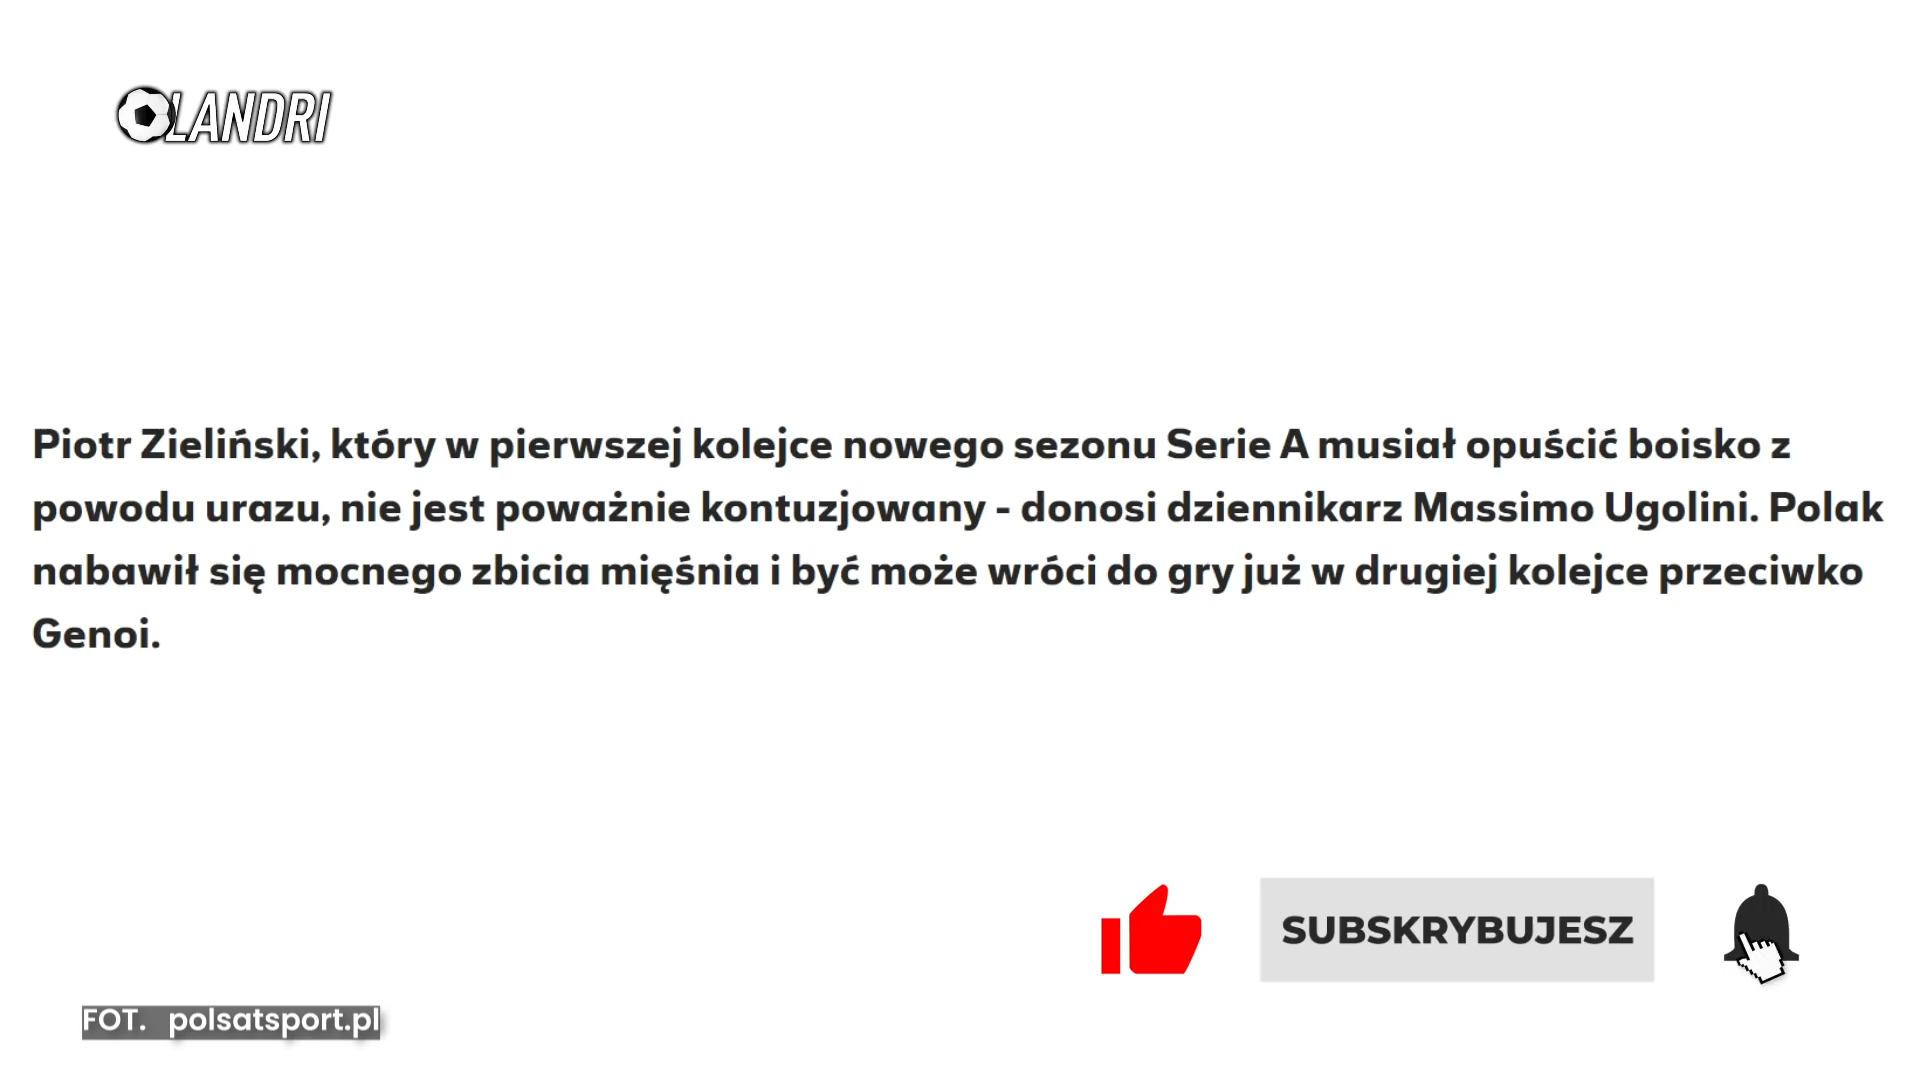 OLANDRI
Piotr Zieliński, który w pierwszej kolejce nowego sezonu Serie A musiał opuścić boisko z
powodu urazu, nie jest poważnie kontuzjowany - donosi dziennikarz Massimo Ugolini. Polak
nabawił się mocnego zbicia mięśnia i być może wróci do gry już w drugiej kolejce przeciwko
Genoi.
SUBSKRYBUJESZ
FOT. polsatsport.pl